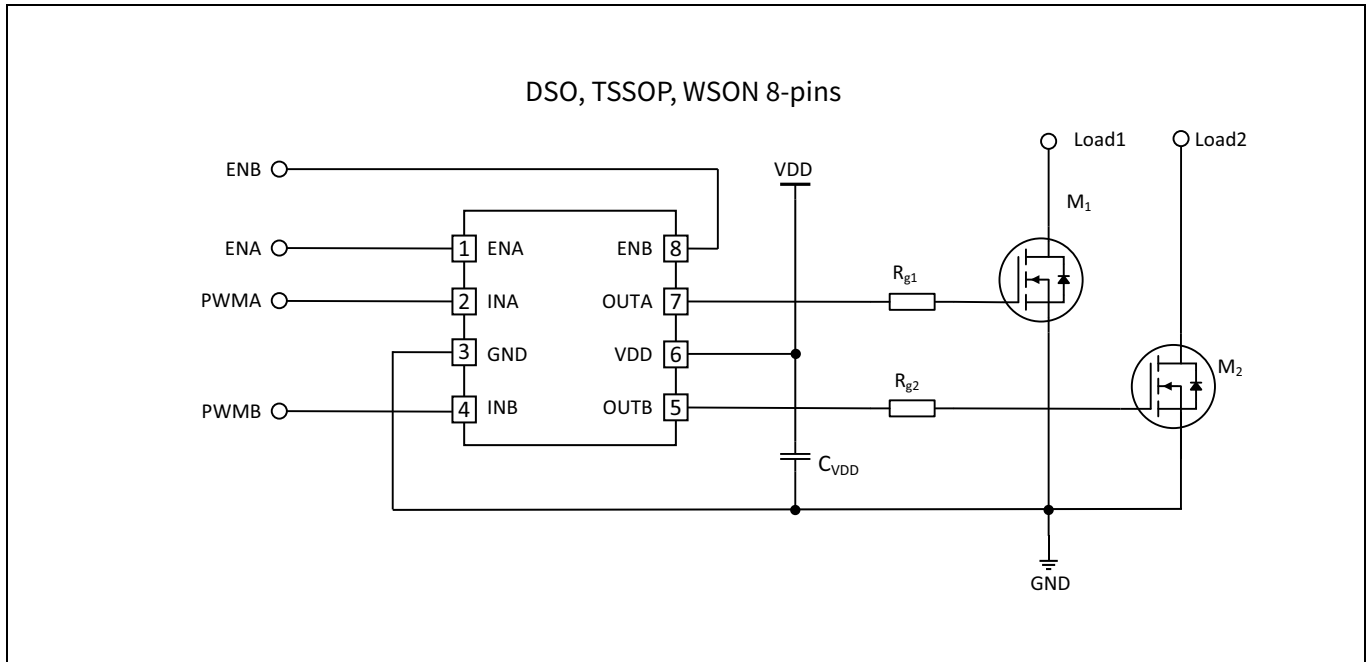 DSO, TSSOP, WSON 8-pins
Load1
Load2
ENB
VDD
M1
ENA
1
ENA
ENB
8
Rg1
PWMA
2
INA
OUTA
7
3
GND
VDD
6
M2
Rg2
PWMB
4
INB
OUTB
5
CVDD
GND